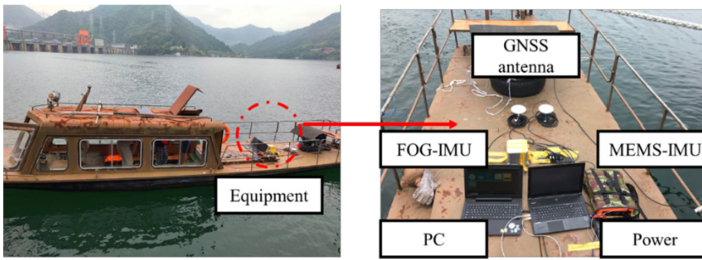 GNSS
antenna
FOG-IMU
MEMS-IMU
Equipment
PC
Power